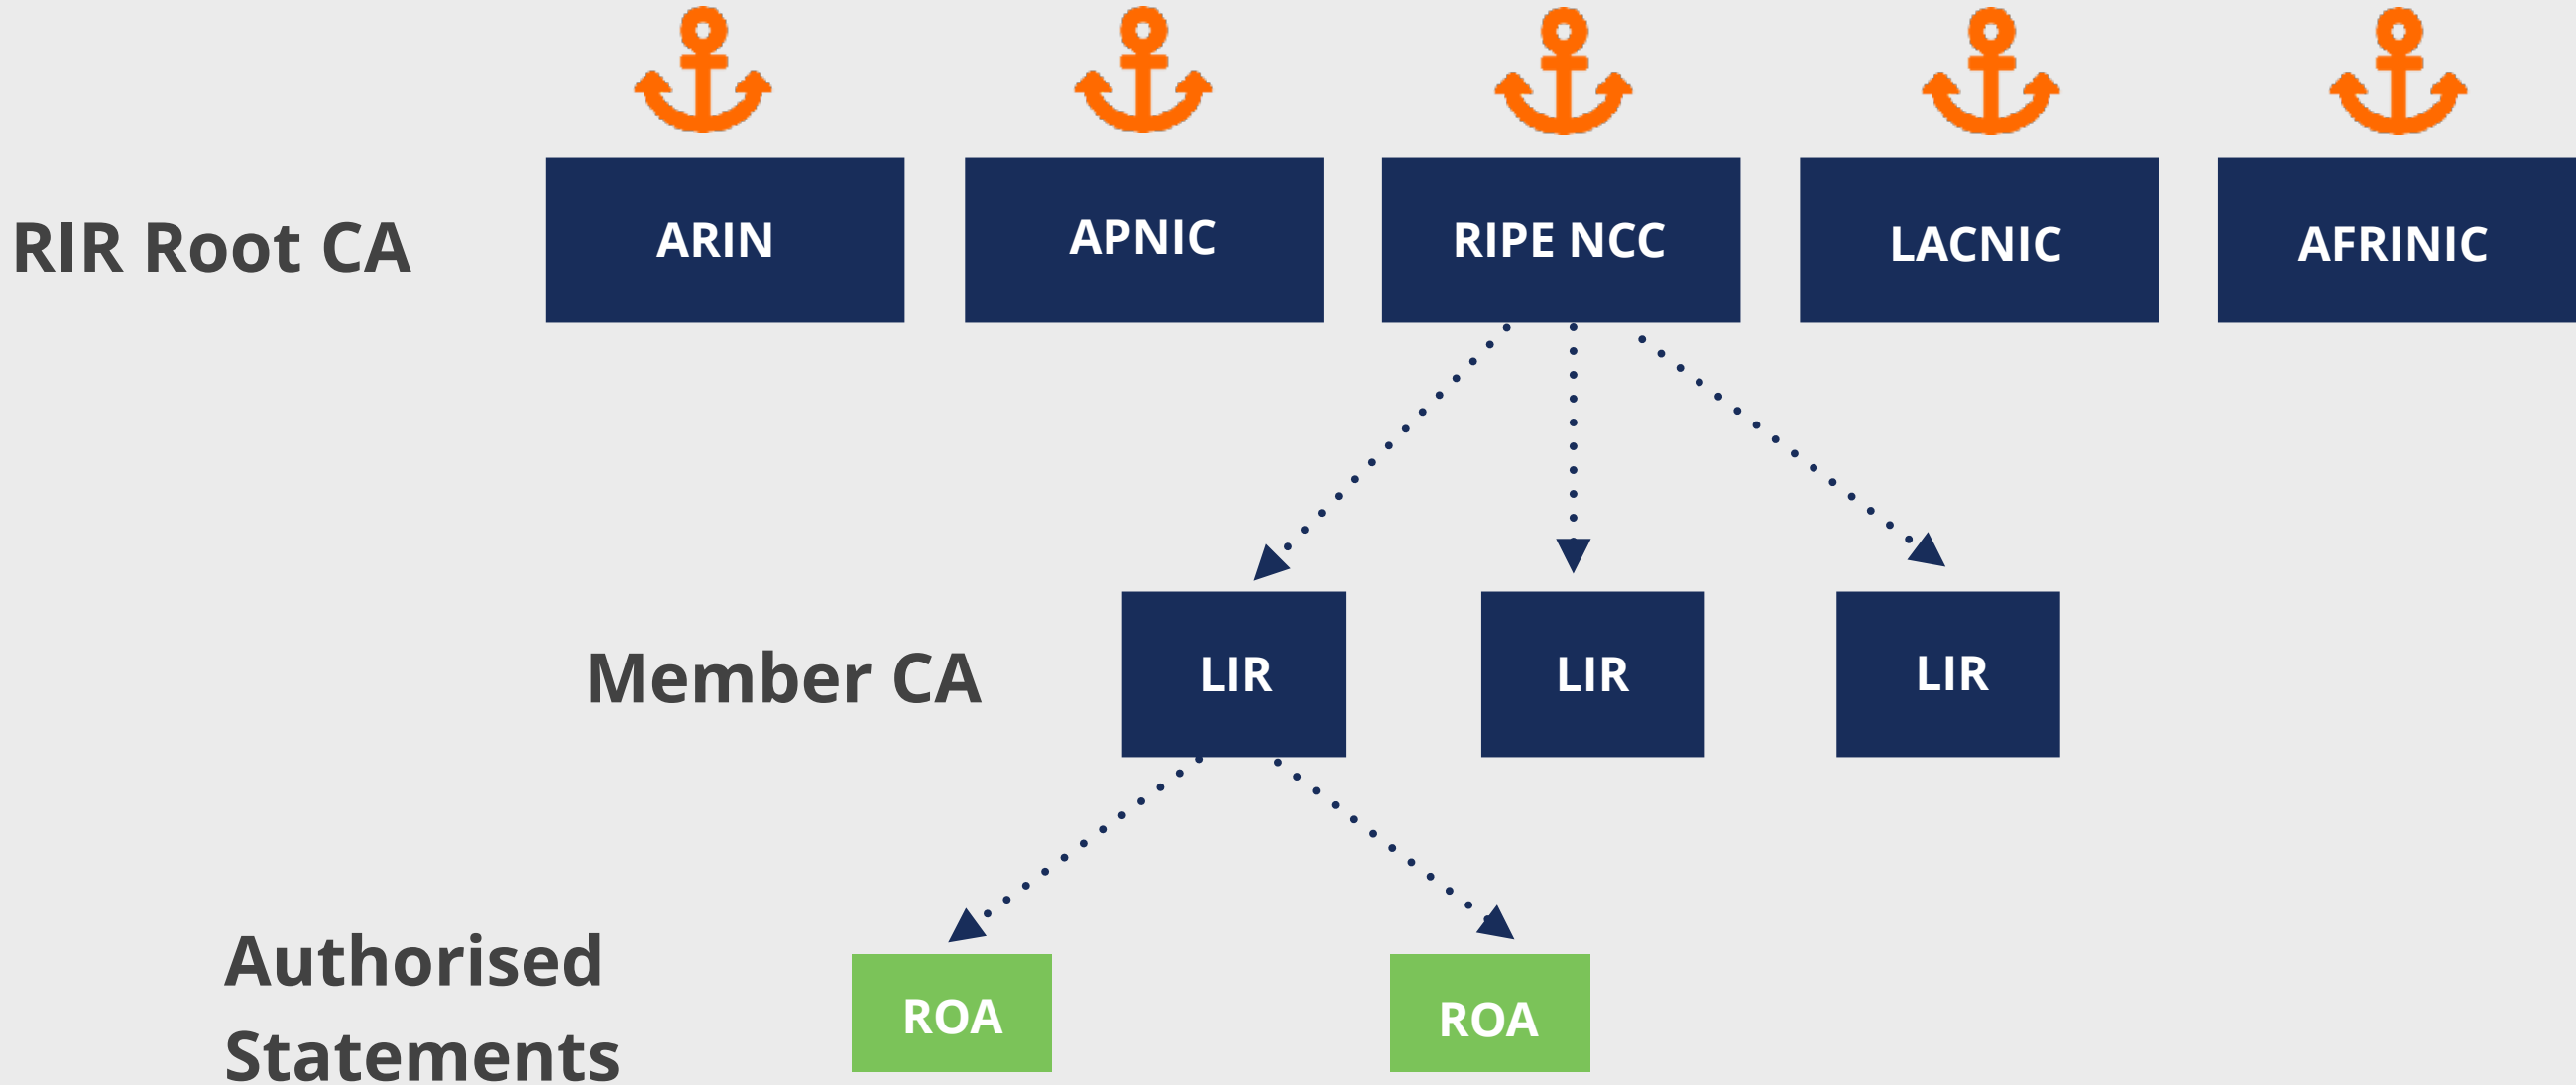 RIR Root CA
ARIN
APNIC
RIPE NCC
LACNIC
AFRINIC
Member CA
LIR
LIR
LIR
Authorised
Statements
ROA
ROA